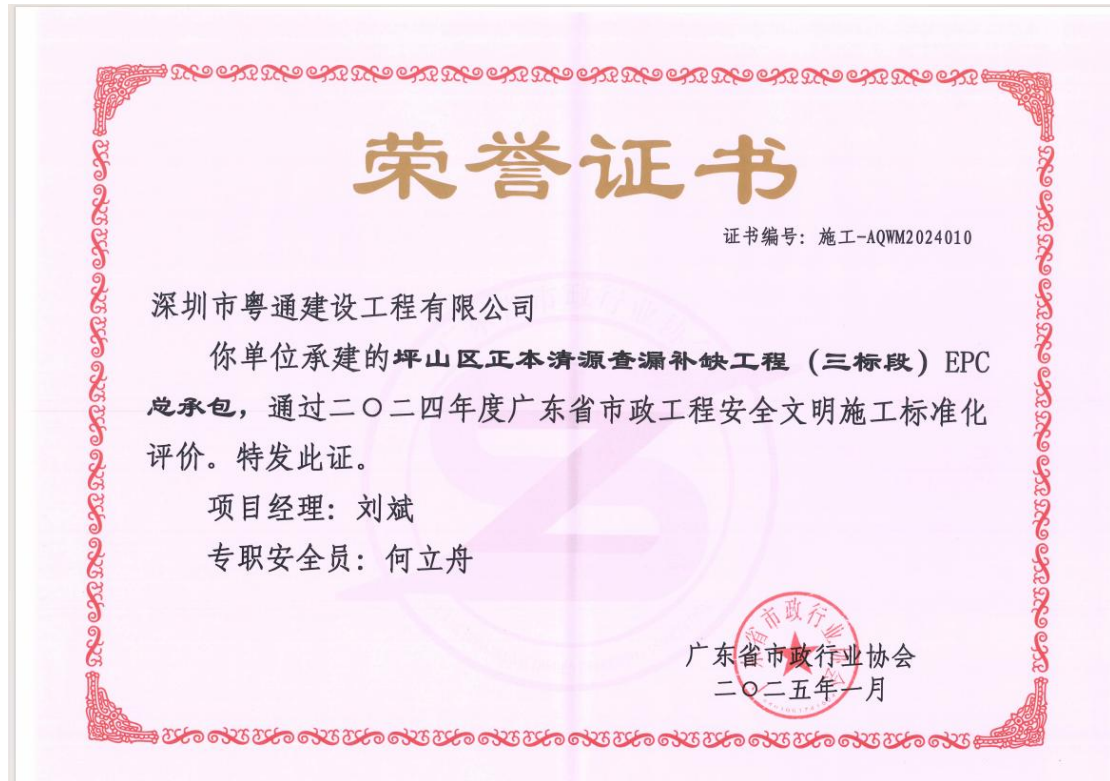 荣誉证书
证书编号：施工-AQWM2024010
深圳市粤通建设工程有限公司
你单位承建的坪山区正本清源查漏补缺工程（三标段）EPC
总承包，通过二〇二四年度广东省市政工程安全文明施工标准化
评价。特发此证。
项目经理：刘斌
专职安全员：何立舟
广东省市政行业协会
二〇二五年一月